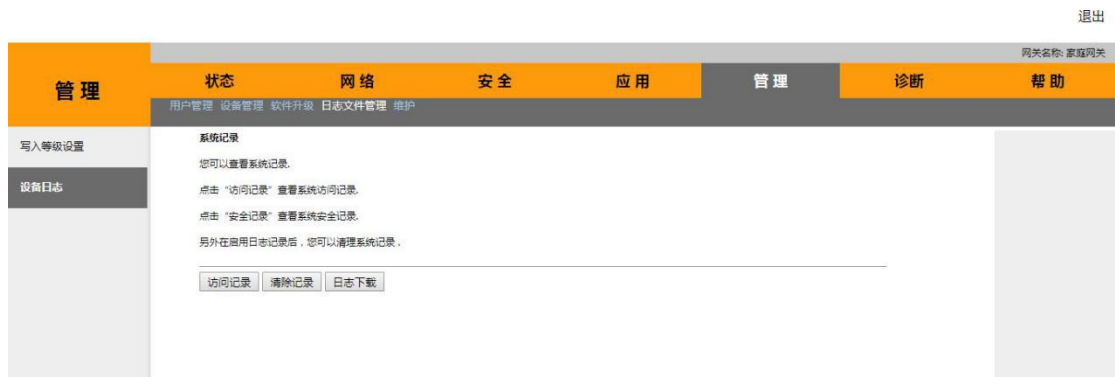 退出
网关名称: 家庭网关
管 理
状态 网 络 安 全 应 用 管 理 诊断 帮 助
用户管理 设备管理 软件升级 日志文件管理 维护
写入等级设置
设备日志
系统记录
您可以查看系统记录.
点击 “访问记录” 查看系统访问记录.
点击 “安全记录” 查看系统安全记录.
另外在启用日志记录后，您可以清理系统记录 .
访问记录 清除记录 日志下载